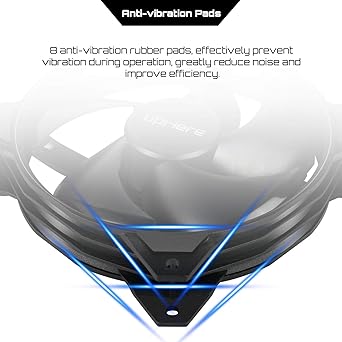 Anti-vibration Pads
8 anti-vibration rubber pads, effectively prevent
vibration during operation, greatly reduce noise and
improve efficiency.
upHere